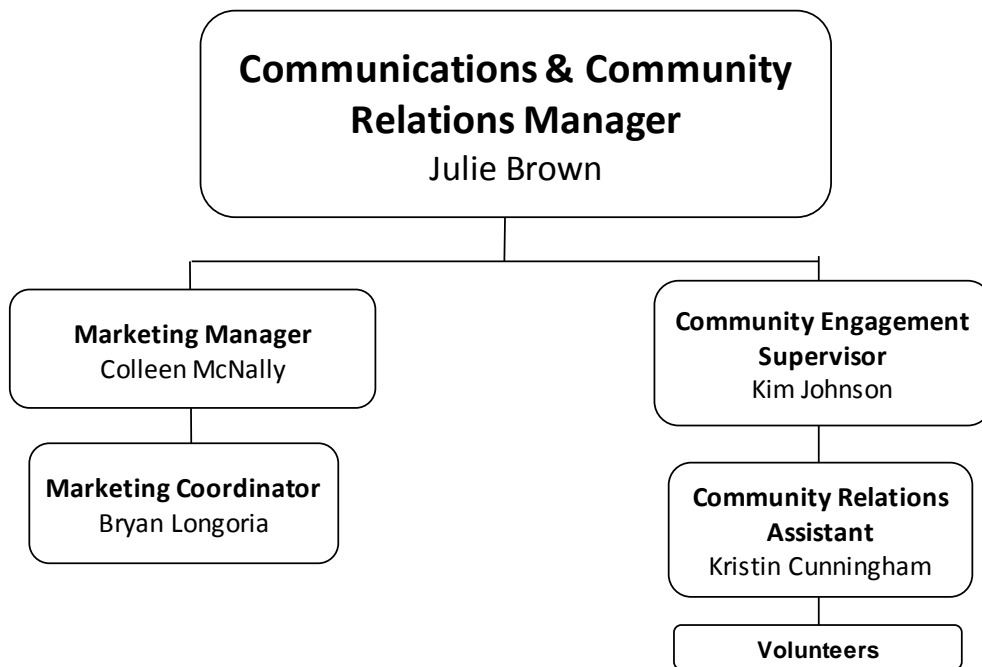 Communications & Community
Relations Manager
Julie Brown
Marketing Manager
Colleen McNally
Community Engagement
Supervisor
Kim Johnson
Marketing Coordinator
Bryan Longoria
Community Relations
Assistant
Kristin Cunningham
Volunteers